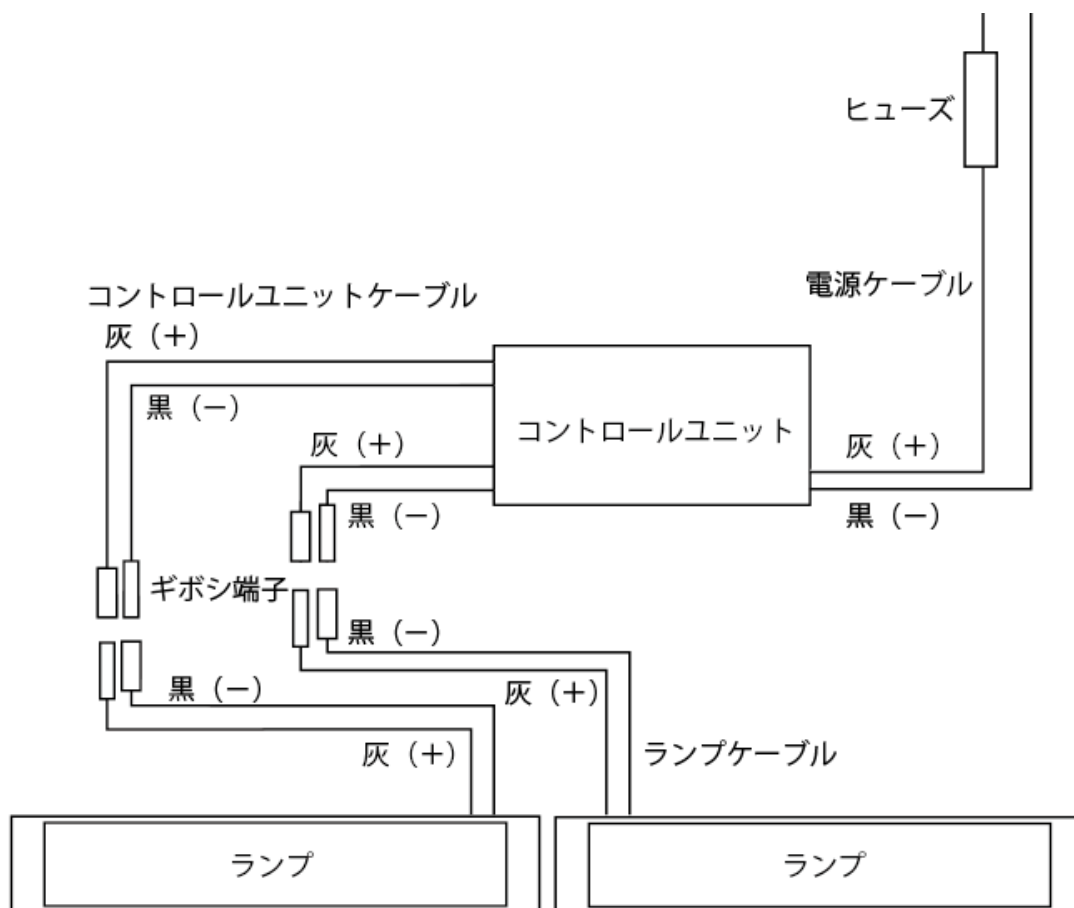 ヒューズ
電源ケーブル
コントロールユニットケーブル
灰（＋）
黒（－）
コントロールユニット
灰（＋）
灰（＋）
黒（－）
黒（－）
ギボシ端子
黒（－）
黒（－）
灰（＋）
灰（＋）
ランプケーブル
ランプ
ランプ